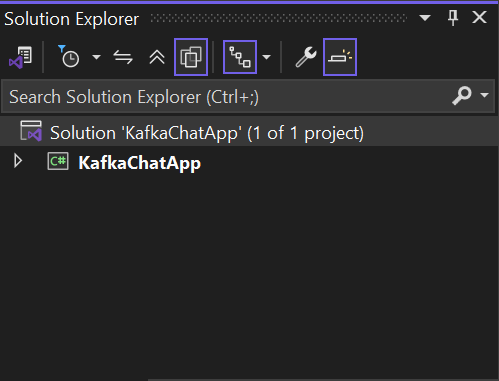 Solution Explorer
Search Solution Explorer (Ctrl+;)
Solution 'KafkaChatApp' (1 of 1 project)
C# KafkaChatApp